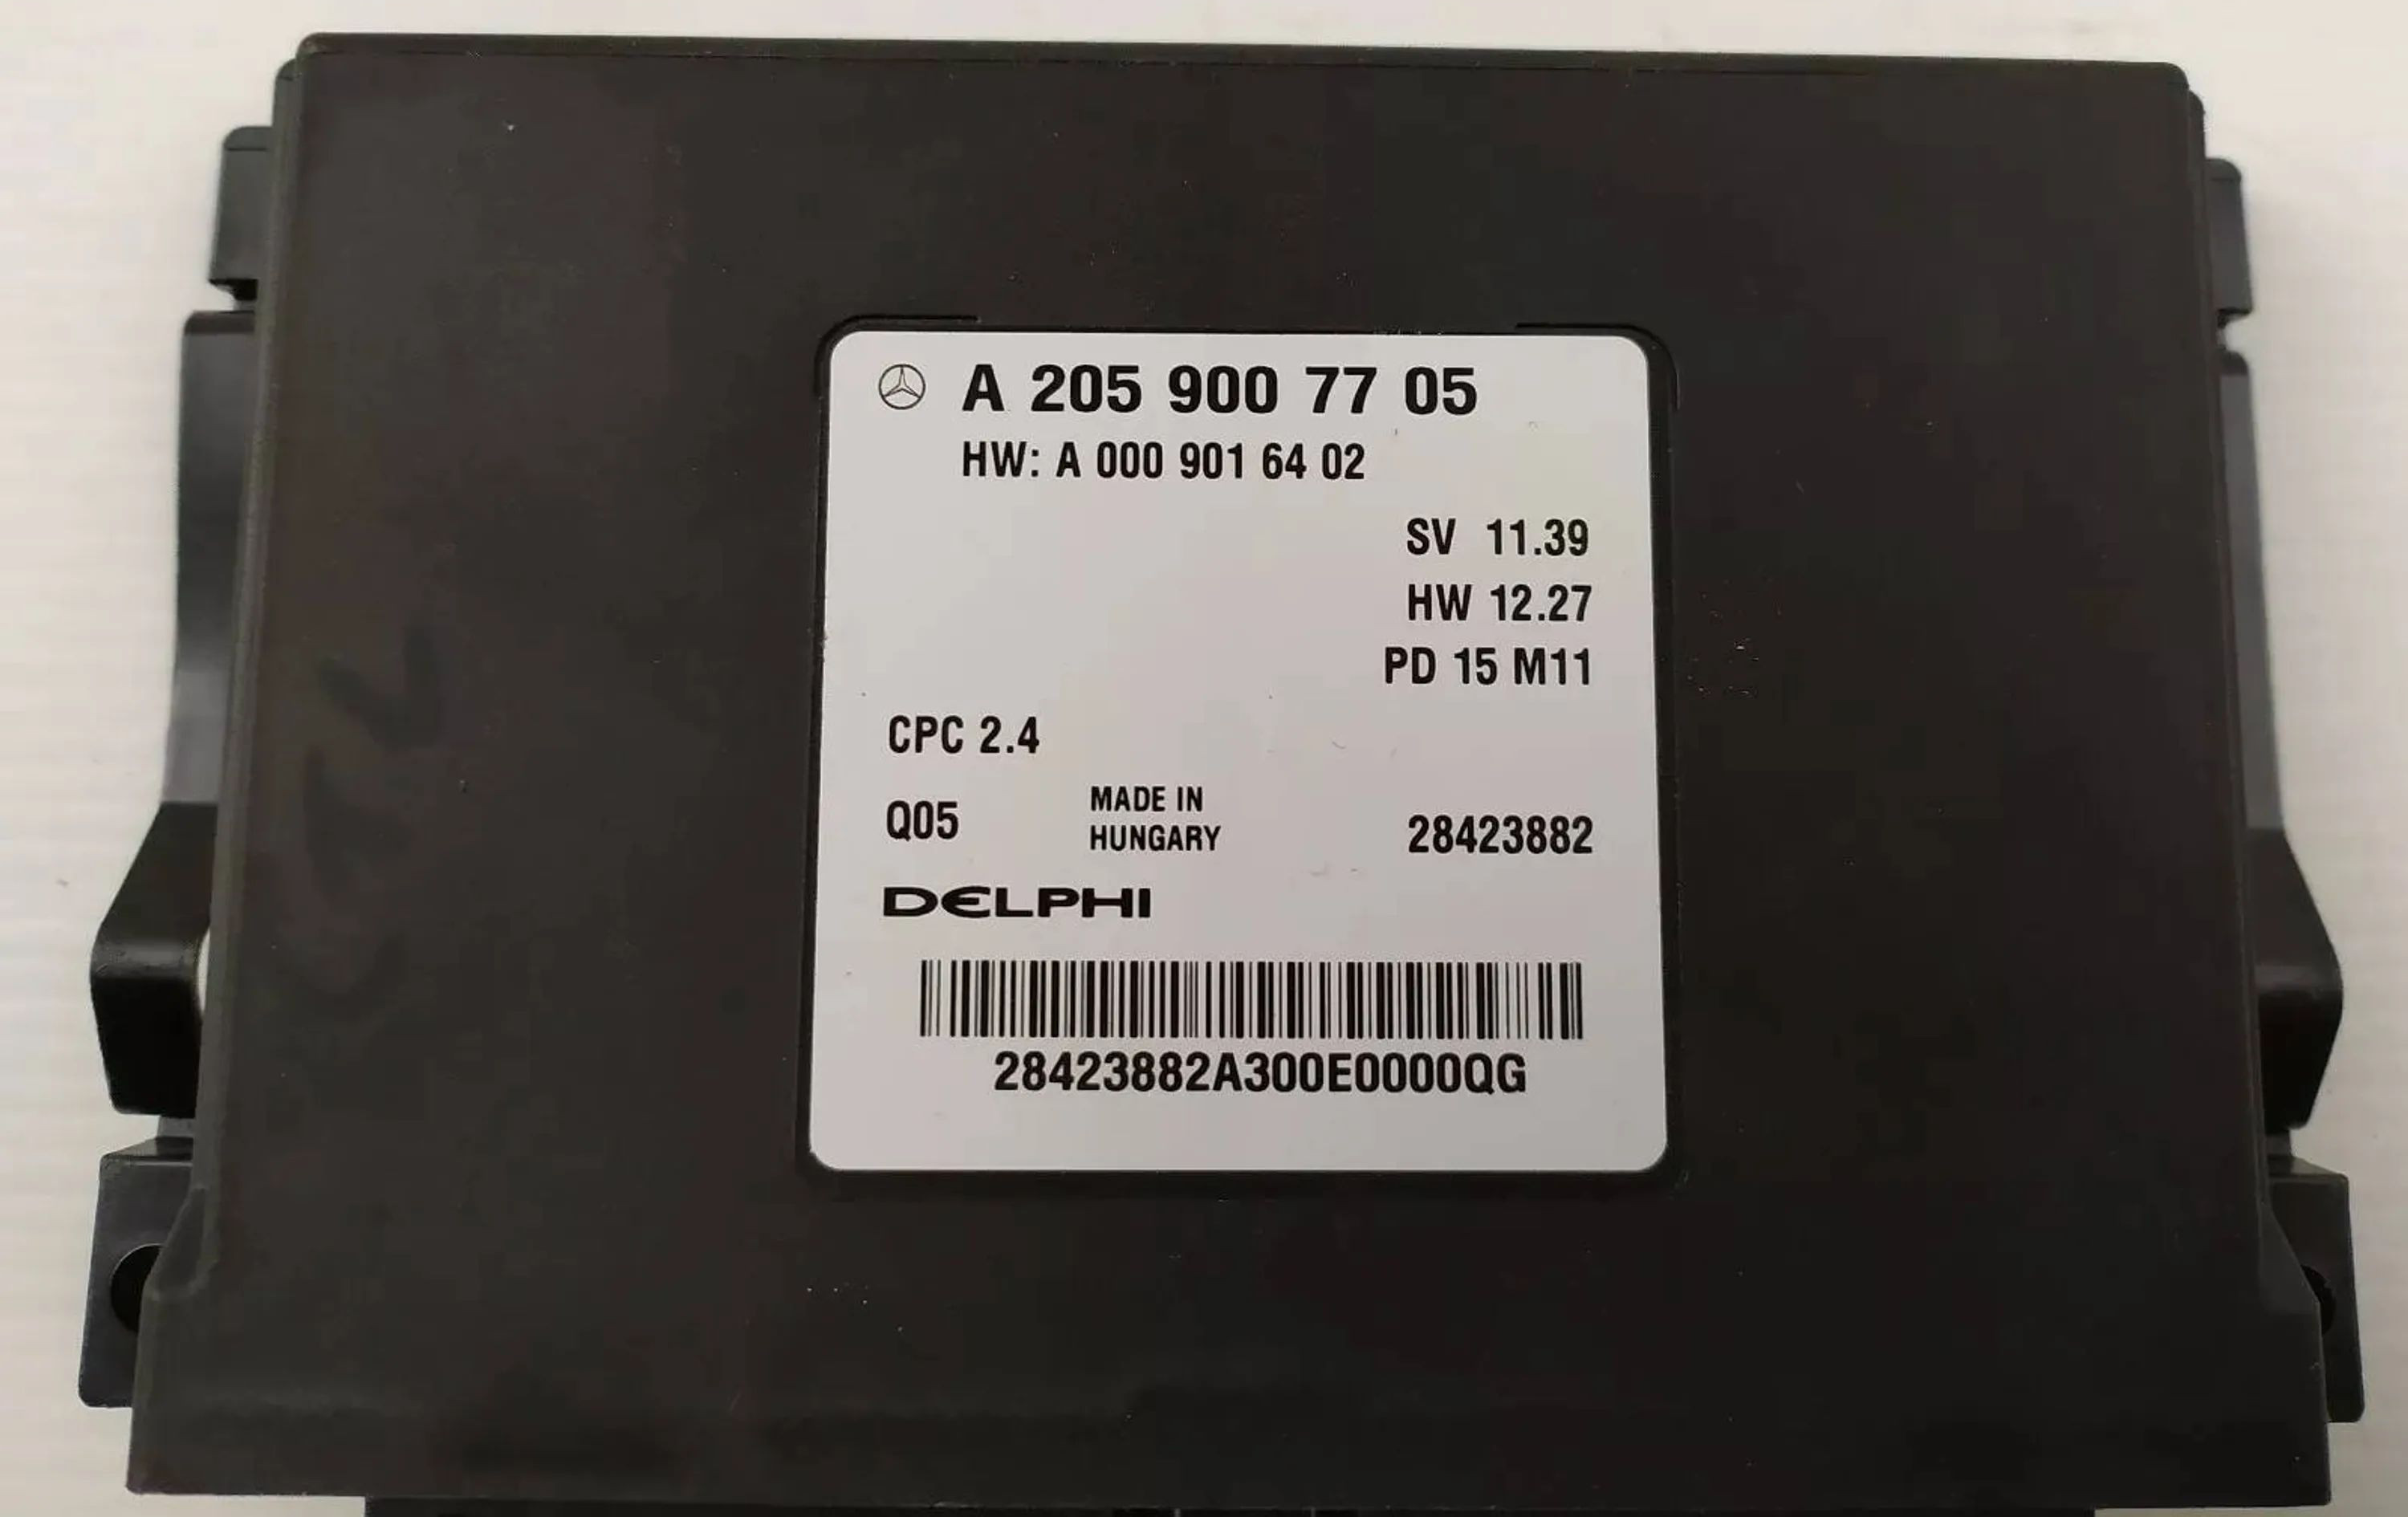 A 205 900 77 05
HW: A 000 901 64 02
SV 11.39
HW 12.27
PD 15 M11
CPC 2.4
Q05
MADE IN
HUNGARY
28423882
DELPHI
28423882A300E0000QG